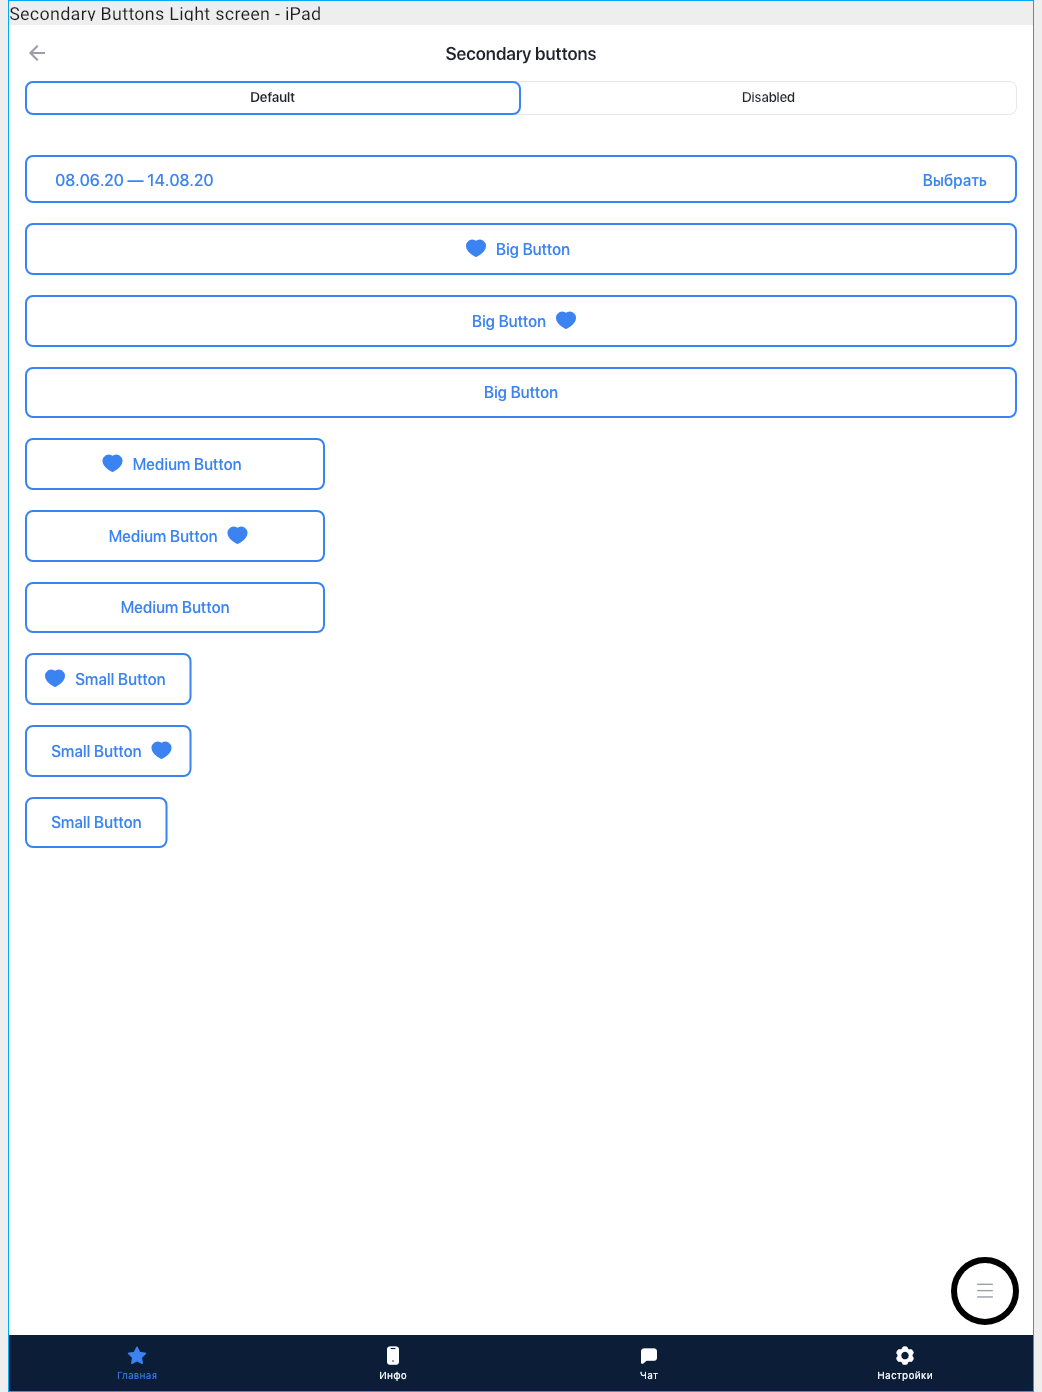 Secondary Buttons Light screen - iPad
Secondary buttons
Default Disabled
08.06.20 — 14.08.20 Выбрать
Big Button
Big Button
Big Button
Medium Button
Medium Button
Medium Button
Small Button
Small Button
Small Button
Главная Инфо Чат Настройки